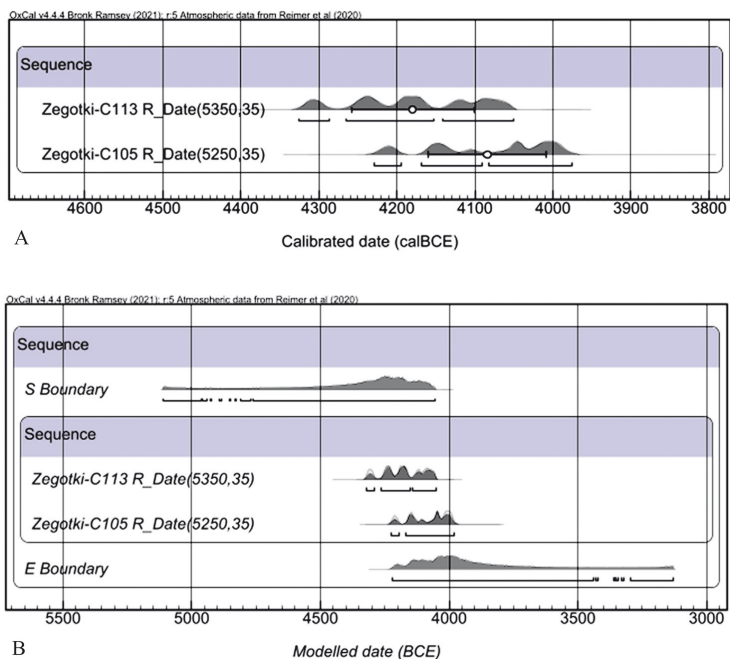 OxCal v4.4.4 Bronk Ramsey (2021); r:5 Atmospheric data from Reimer et al (2020)
Sequence
Zegotki-C113 R_Date(5350,35)
Zegotki-C105 R_Date(5250,35)
4600 4500 4400 4300 4200 4100 4000 3900 3800
A
Calibrated date (calBCE)
OxCal v4.4.4 Bronk Ramsey (2021); r:5 Atmospheric data from Reimer et al (2020)
Sequence
S Boundary
Sequence
Zegotki-C113 R_Date(5350,35)
Zegotki-C105 R_Date(5250,35)
E Boundary
5500 5000 4500 4000 3500 3000
B
Modelled date (BCE)